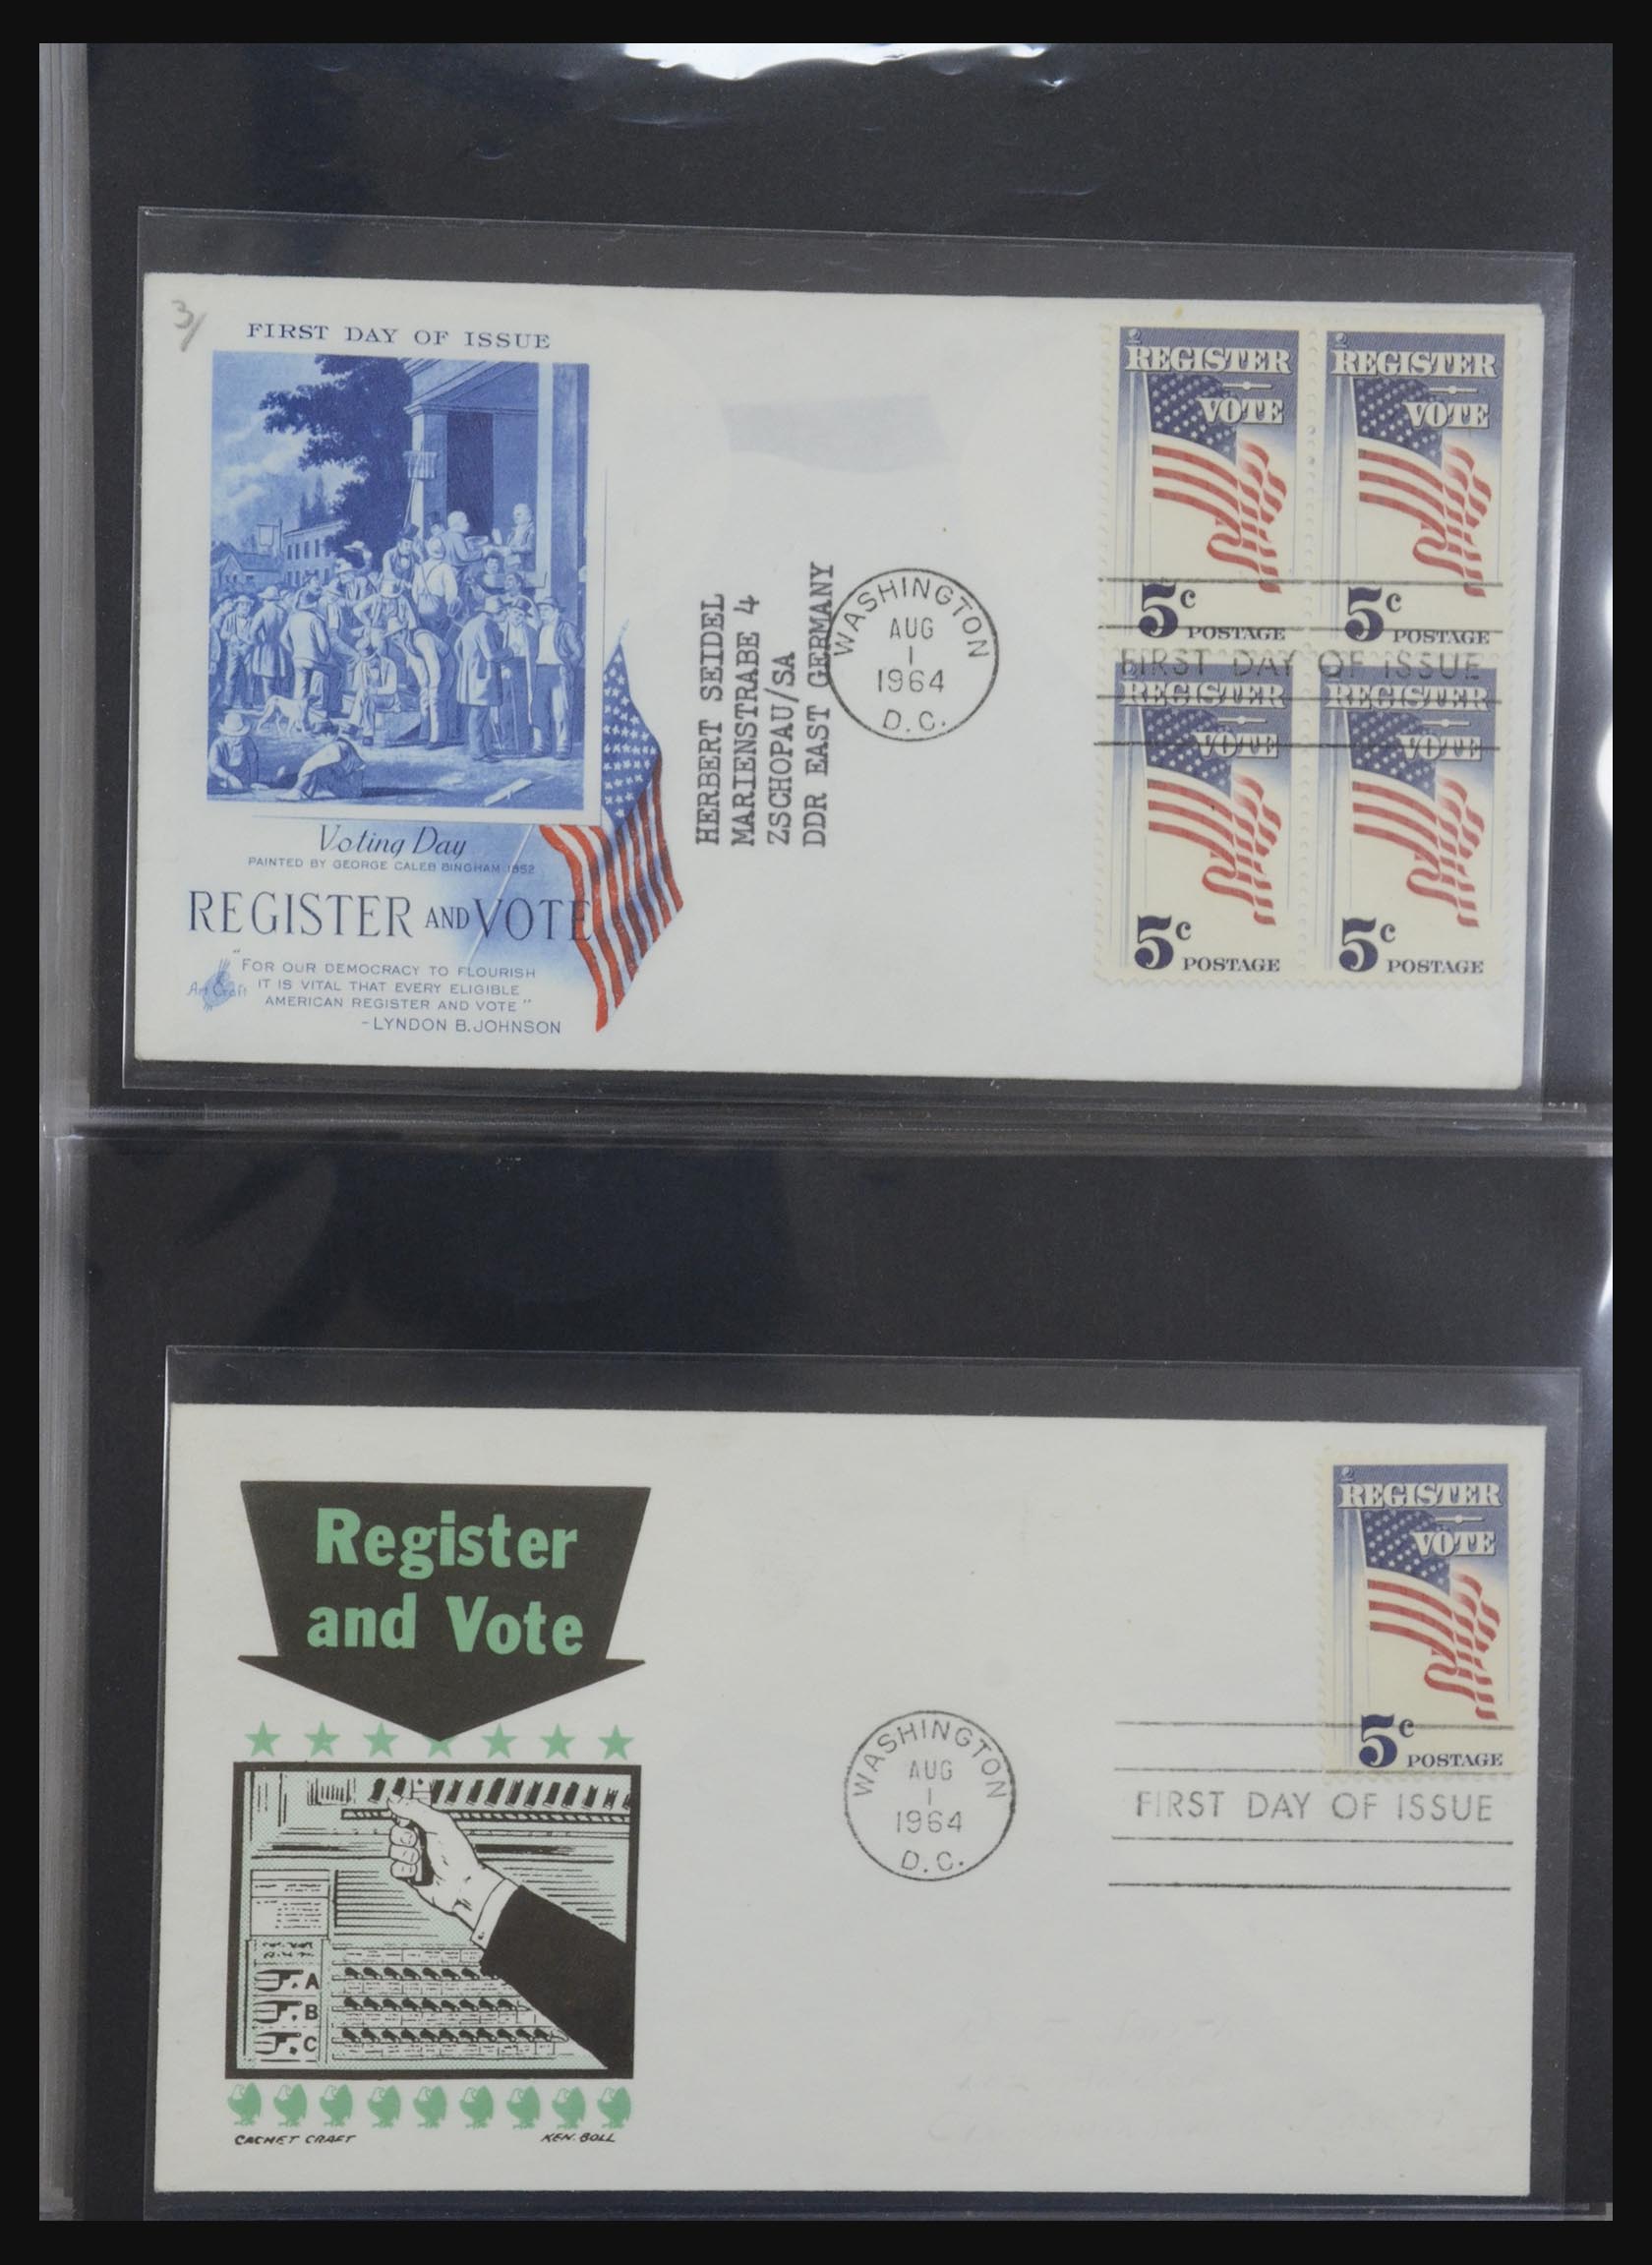 3/
FIRST DAY OF ISSUE
Voting Day
PAINTED BY GEORGE CALEB BINGHAM 1852
REGISTER AND VOTE
"FOR OUR DEMOCRACY TO FLOURISH
IT IS VITAL THAT EVERY ELIGIBLE
AMERICAN REGISTER AND VOTE"
-LYNDON B. JOHNSON
Art Craft
HERBERT SEIDEL
MARIENSTRABE 4
ZSCHOPAU/SA
DDR EAST GERMANY
WASHINGTON
AUG
1
1964
D.C.
REGISTER
VOTE
5c POSTAGE
REGISTER
VOTE
5c POSTAGE
FIRST DAY OF ISSUE
REGISTER
VOTE
5c POSTAGE
REGISTER
VOTE
5c POSTAGE
Register
and Vote
A
B
C
CACHET CRAFT
KEN BOLL
WASHINGTON
AUG
1
1964
D.C.
REGISTER
VOTE
5c POSTAGE
FIRST DAY OF ISSUE